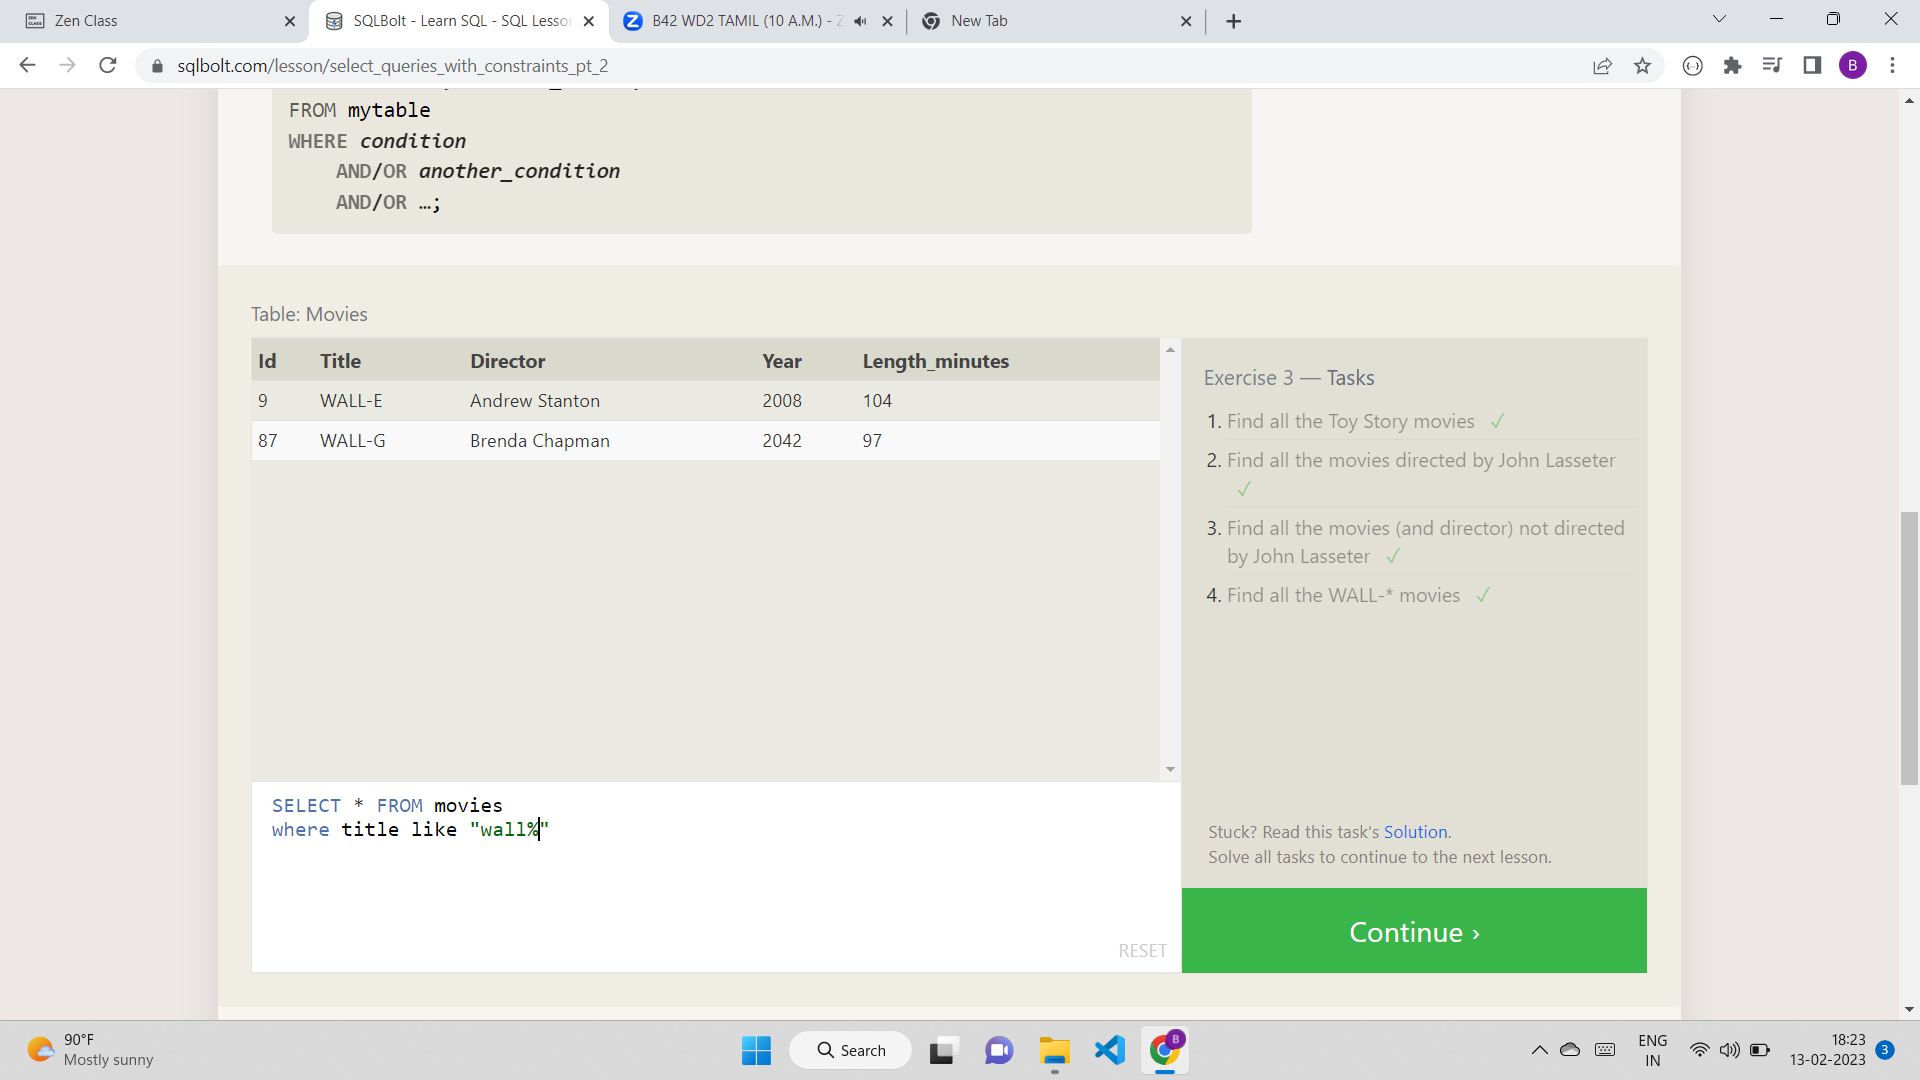 Zen Class
SQLBolt - Learn SQL - SQL Lesso
B42 WD2 TAMIL (10 A.M.) - Z
New Tab
sqlbolt.com/lesson/select_queries_with_constraints_pt_2
B
FROM mytable
WHERE condition
AND/OR another_condition
AND/OR …;
Table: Movies
Id Title Director Year Length_minutes
9 WALL-E Andrew Stanton 2008 104
87 WALL-G Brenda Chapman 2042 97
SELECT * FROM movies
where title like "wall%"
RESET
Exercise 3 — Tasks
1. Find all the Toy Story movies ✓
2. Find all the movies directed by John Lasseter
✓
3. Find all the movies (and director) not directed
by John Lasseter ✓
4. Find all the WALL-* movies ✓
Stuck? Read this task's Solution.
Solve all tasks to continue to the next lesson.
Continue ›
90°F
Mostly sunny
Search
B
ENG
IN
18:23
13-02-2023
3